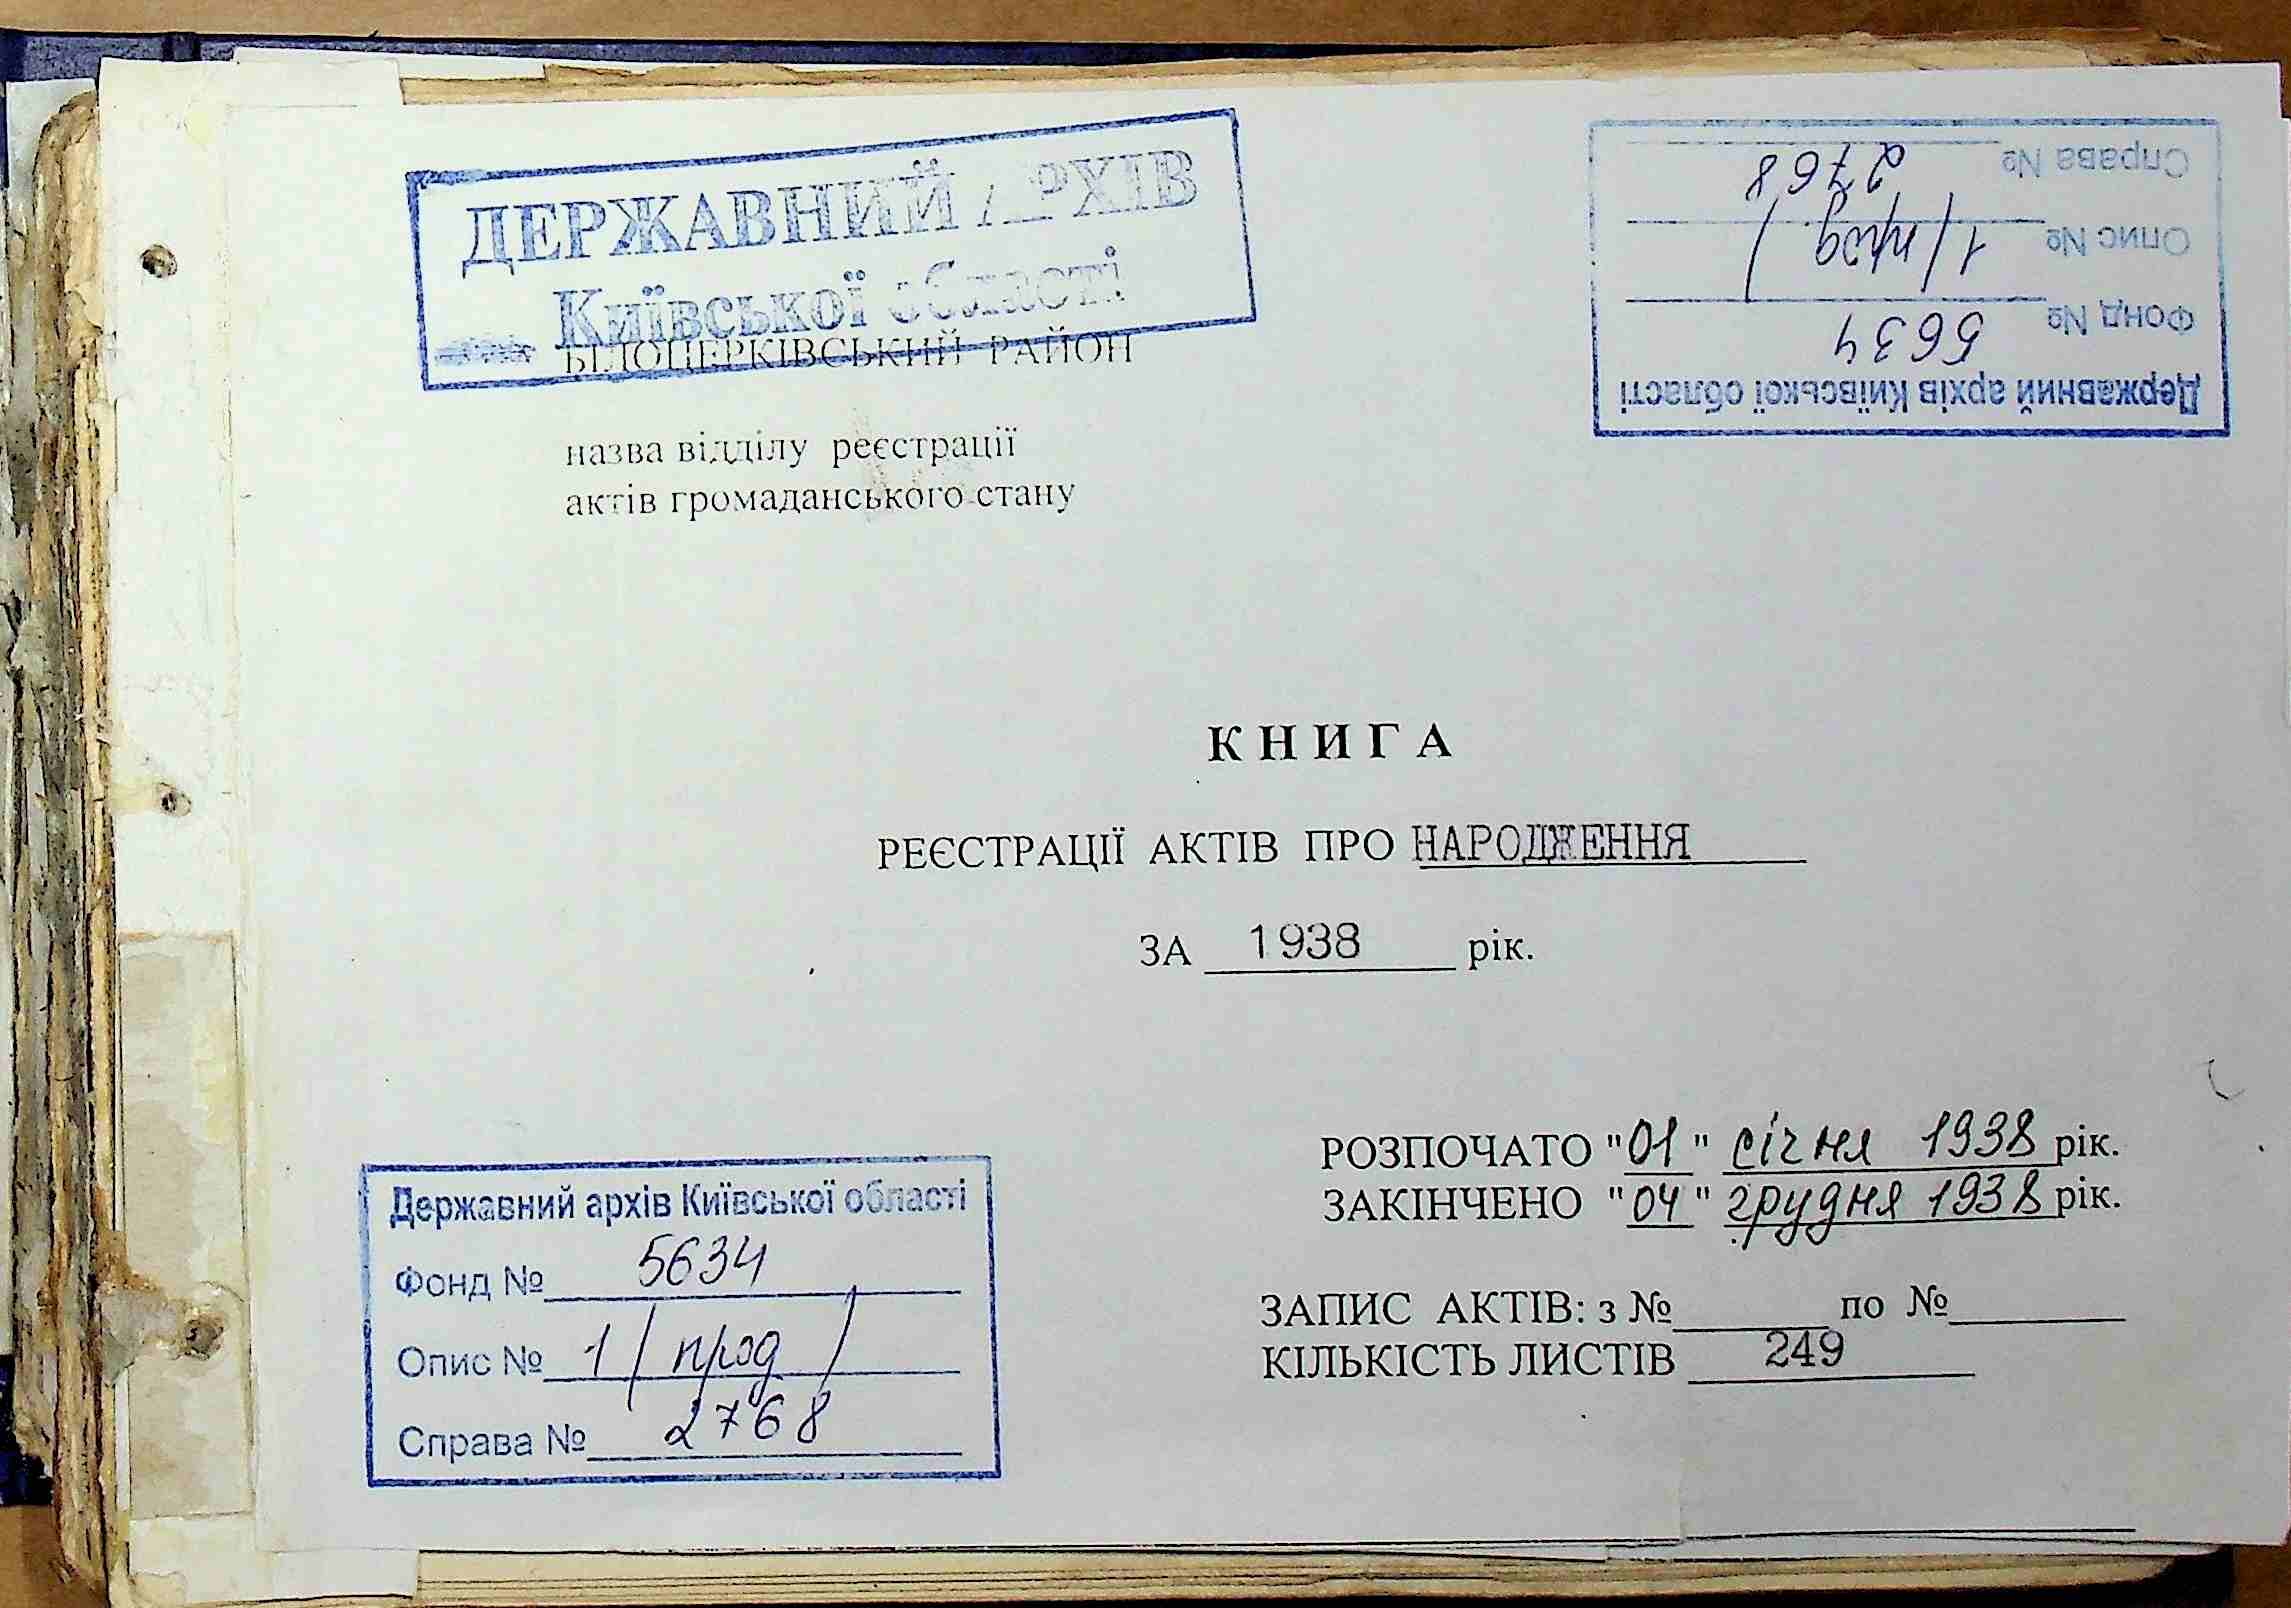 ДЕРЖАВНИЙ АРХІВ
Київської області
БІЛОЦЕРКІВСЬКИЙ РАЙОН
назва відділу реєстрації
актів громаданського стану
Державний архів Київської області
Фонд № 5634
Опис № 1/прод/
Справа № 2768
КНИГА
РЕЄСТРАЦІЇ АКТІВ ПРО НАРОДЖЕННЯ
ЗА 1938 рік.
РОЗПОЧАТО "01" січня 1938 рік.
ЗАКІНЧЕНО "04" грудня 1938 рік.
ЗАПИС АКТІВ: з №______ по №______
КІЛЬКІСТЬ ЛИСТІВ 249
Державний архів Київської області
Фонд № 5634
Опис № 1/прод/
Справа № 2768